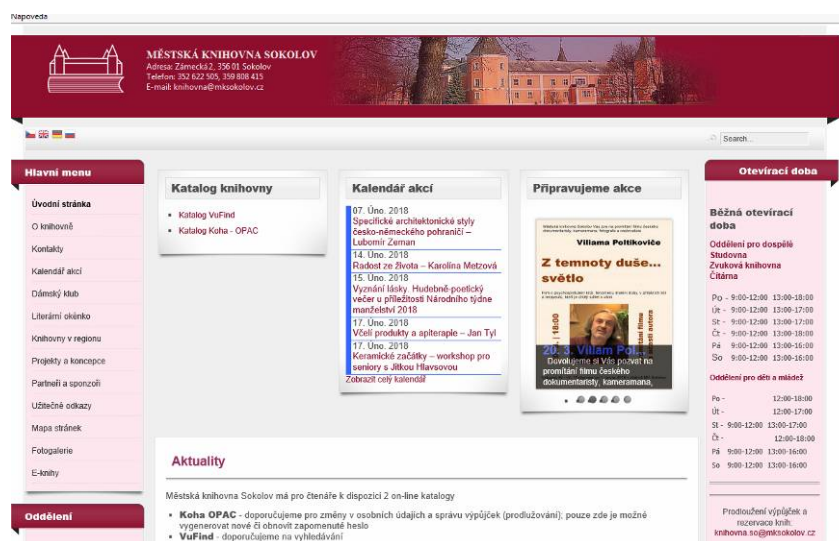 Napoveda
MĚSTSKÁ KNIHOVNA SOKOLOV
Adresa: Zámecká 2, 356 01 Sokolov
Telefon: 352 622 505, 359 808 415
E-mail: knihovna@mksokolov.cz
Search...
Hlavní menu
Úvodní stránka
O knihovně
Kontakty
Kalendář akcí
Dámský klub
Literární okénko
Knihovny v regionu
Projekty a koncepce
Partneři a sponzoři
Užitečné odkazy
Mapa stránek
Fotogalerie
E-knihy
Oddělení
Katalog knihovny
Katalog VuFind
Katalog Koha - OPAC
Kalendář akcí
07. Úno. 2018
Specifické architektonické styly
česko-německého pohraničí –
Lubomír Zeman
14. Úno. 2018
Radost ze života – Karolina Metzová
15. Úno. 2018
Vyznání lásky. Hudebně-poetický
večer u příležitosti Národního týdne
manželství 2018
17. Úno. 2018
Včelí produkty a apiterapie – Jan Tyl
17. Úno. 2018
Keramické začátky – workshop pro
seniory s Jitkou Hlavsovou
Zobrazit celý kalendář
Připravujeme akce
Villama Poltikoviče
Z temnoty duše...
světlo
18:00
20. 3. Viliam Pol...
Dovolujeme si Vás pozvat na
promítání filmu českého
dokumentaristy, kameramana,
Aktuality
Městská knihovna Sokolov má pro čtenáře k dispozici 2 on-line katalogy
Koha OPAC - doporučujeme pro změny v osobních údajích a správu výpůjček (prodlužování); pouze zde je možné
vygenerovat nové či obnovit zapomenuté heslo
VuFind - doporučujeme na vyhledávání
Otevírací doba
Běžná otevírací
doba
Oddělení pro dospělé
Studovna
Zvuková knihovna
Čítárna
Po - 9:00-12:00 13:00-18:00
Út - 9:00-12:00 13:00-17:00
St - 9:00-12:00 13:00-17:00
Čt - 9:00-12:00 13:00-18:00
Pá 9:00-12:00 13:00-16:00
So 9:00-12:00 13:00-16:00
Oddělení pro děti a mládež
Po - 12:00-18:00
Út - 12:00-17:00
St - 9:00-12:00 13:00-17:00
Čt - 12:00-18:00
Pá 9:00-12:00 13:00-16:00
So 9:00-12:00 13:00-16:00
Prodloužení výpůjček a
rezervace knih:
knihovna.so@mksokolov.cz